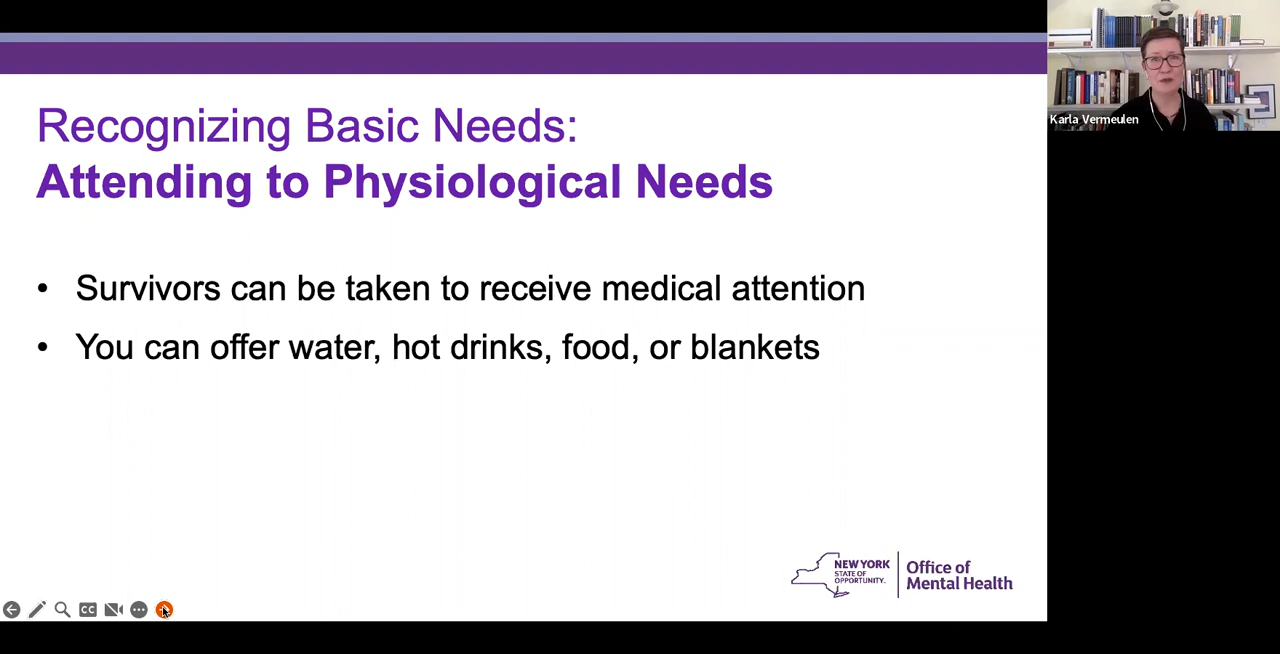 Recognizing Basic Needs:
Attending to Physiological Needs
• Survivors can be taken to receive medical attention
• You can offer water, hot drinks, food, or blankets
NEW YORK
STATE OF
OPPORTUNITY.
Office of
Mental Health
Karla Vermeulen
CC